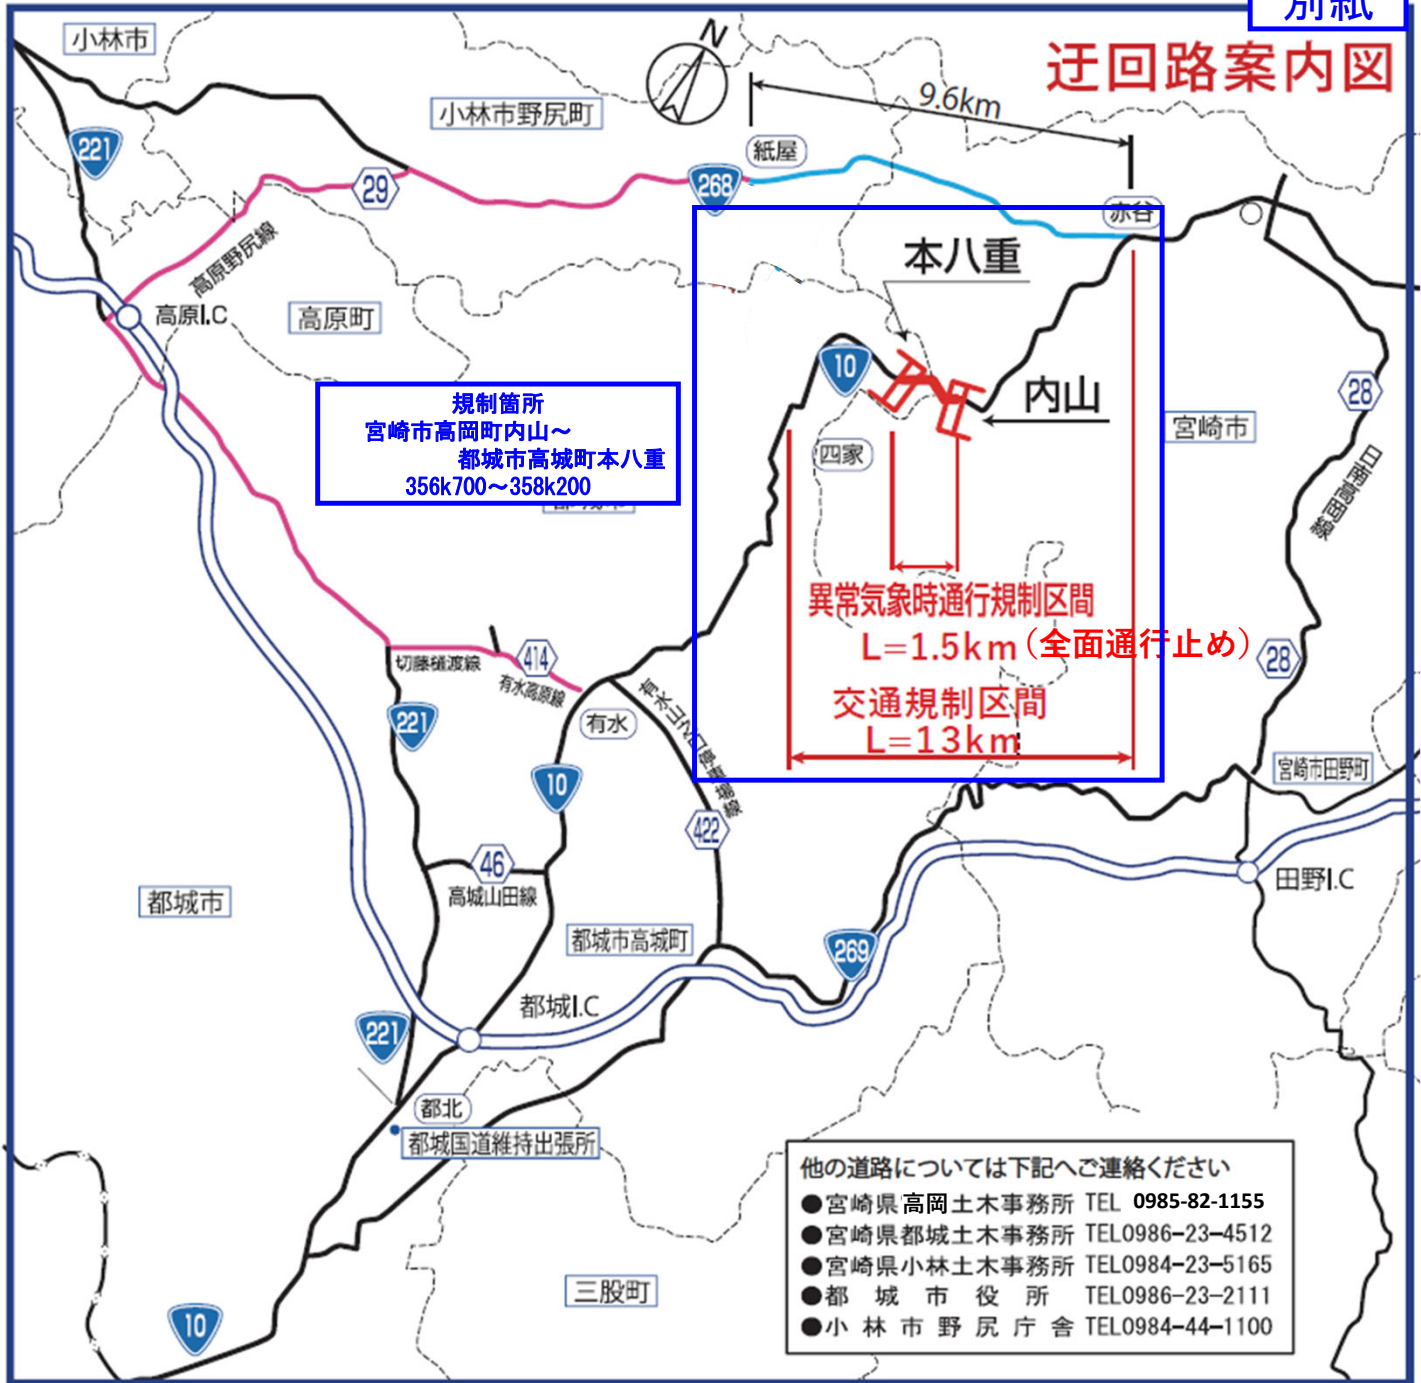 別紙
迂回路案内図
小林市
N
小林市野尻町
9.6km
221
紙屋
29
268
赤谷
本八重
高原野尻線
高原I.C
高原町
10
内山
28
規制箇所
宮崎市高岡町内山～
都城市高城町本八重
356k700～358k200
宮崎市
四家
日南高岡線
異常気象時通行規制区間
L=1.5km（全面通行止め）
28
切藤樋渡線
414
有水高原線
交通規制区間
L=13km
221
有水
10
宮崎市田野町
422
46
高城山田線
都城市
田野I.C
都城市高城町
269
都城I.C
221
都北
都城国道維持出張所
他の道路については下記へご連絡ください
●宮崎県高岡土木事務所 TEL 0985-82-1155
●宮崎県都城土木事務所 TEL0986-23-4512
●宮崎県小林土木事務所 TEL0984-23-5165
●都城市役所 TEL0986-23-2111
●小林市野尻庁舎 TEL0984-44-1100
三股町
10